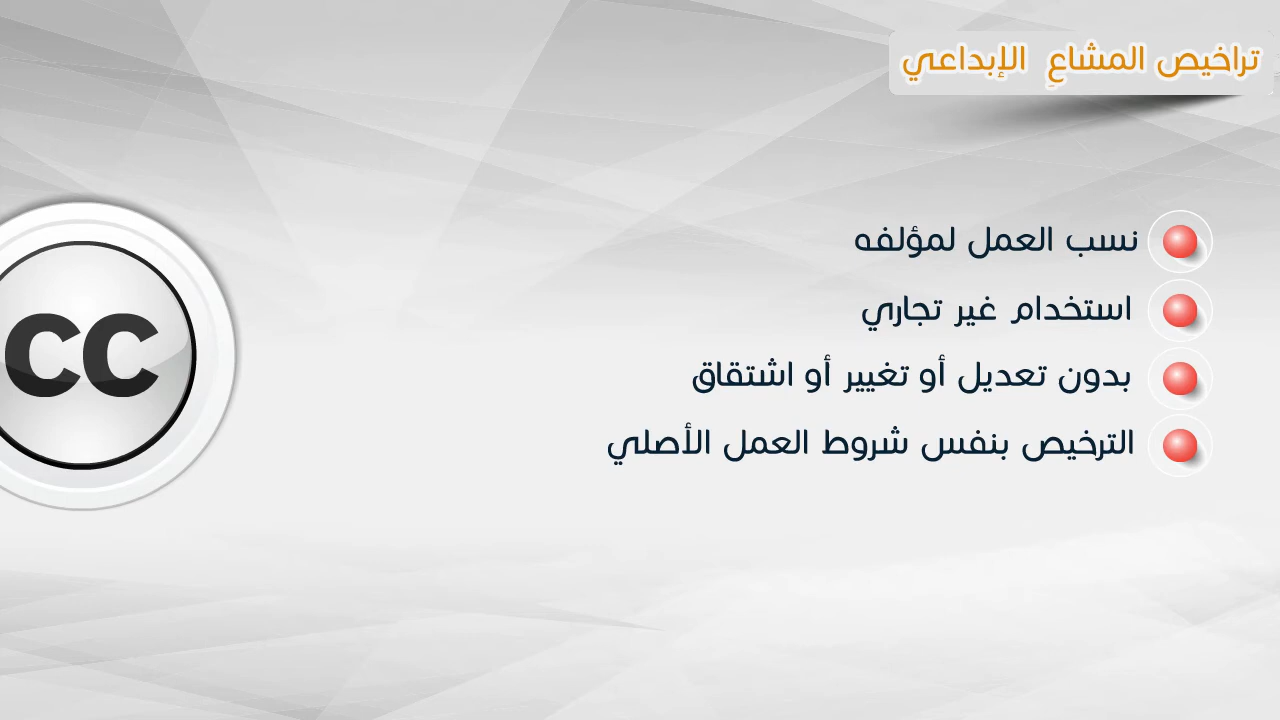 تراخيص المشاعِ الإبداعي
نسب العمل لمؤلفه
استخدام غير تجاري
بدون تعديل أو تغيير أو اشتقاق
الترخيص بنفس شروط العمل الأصلي
CC